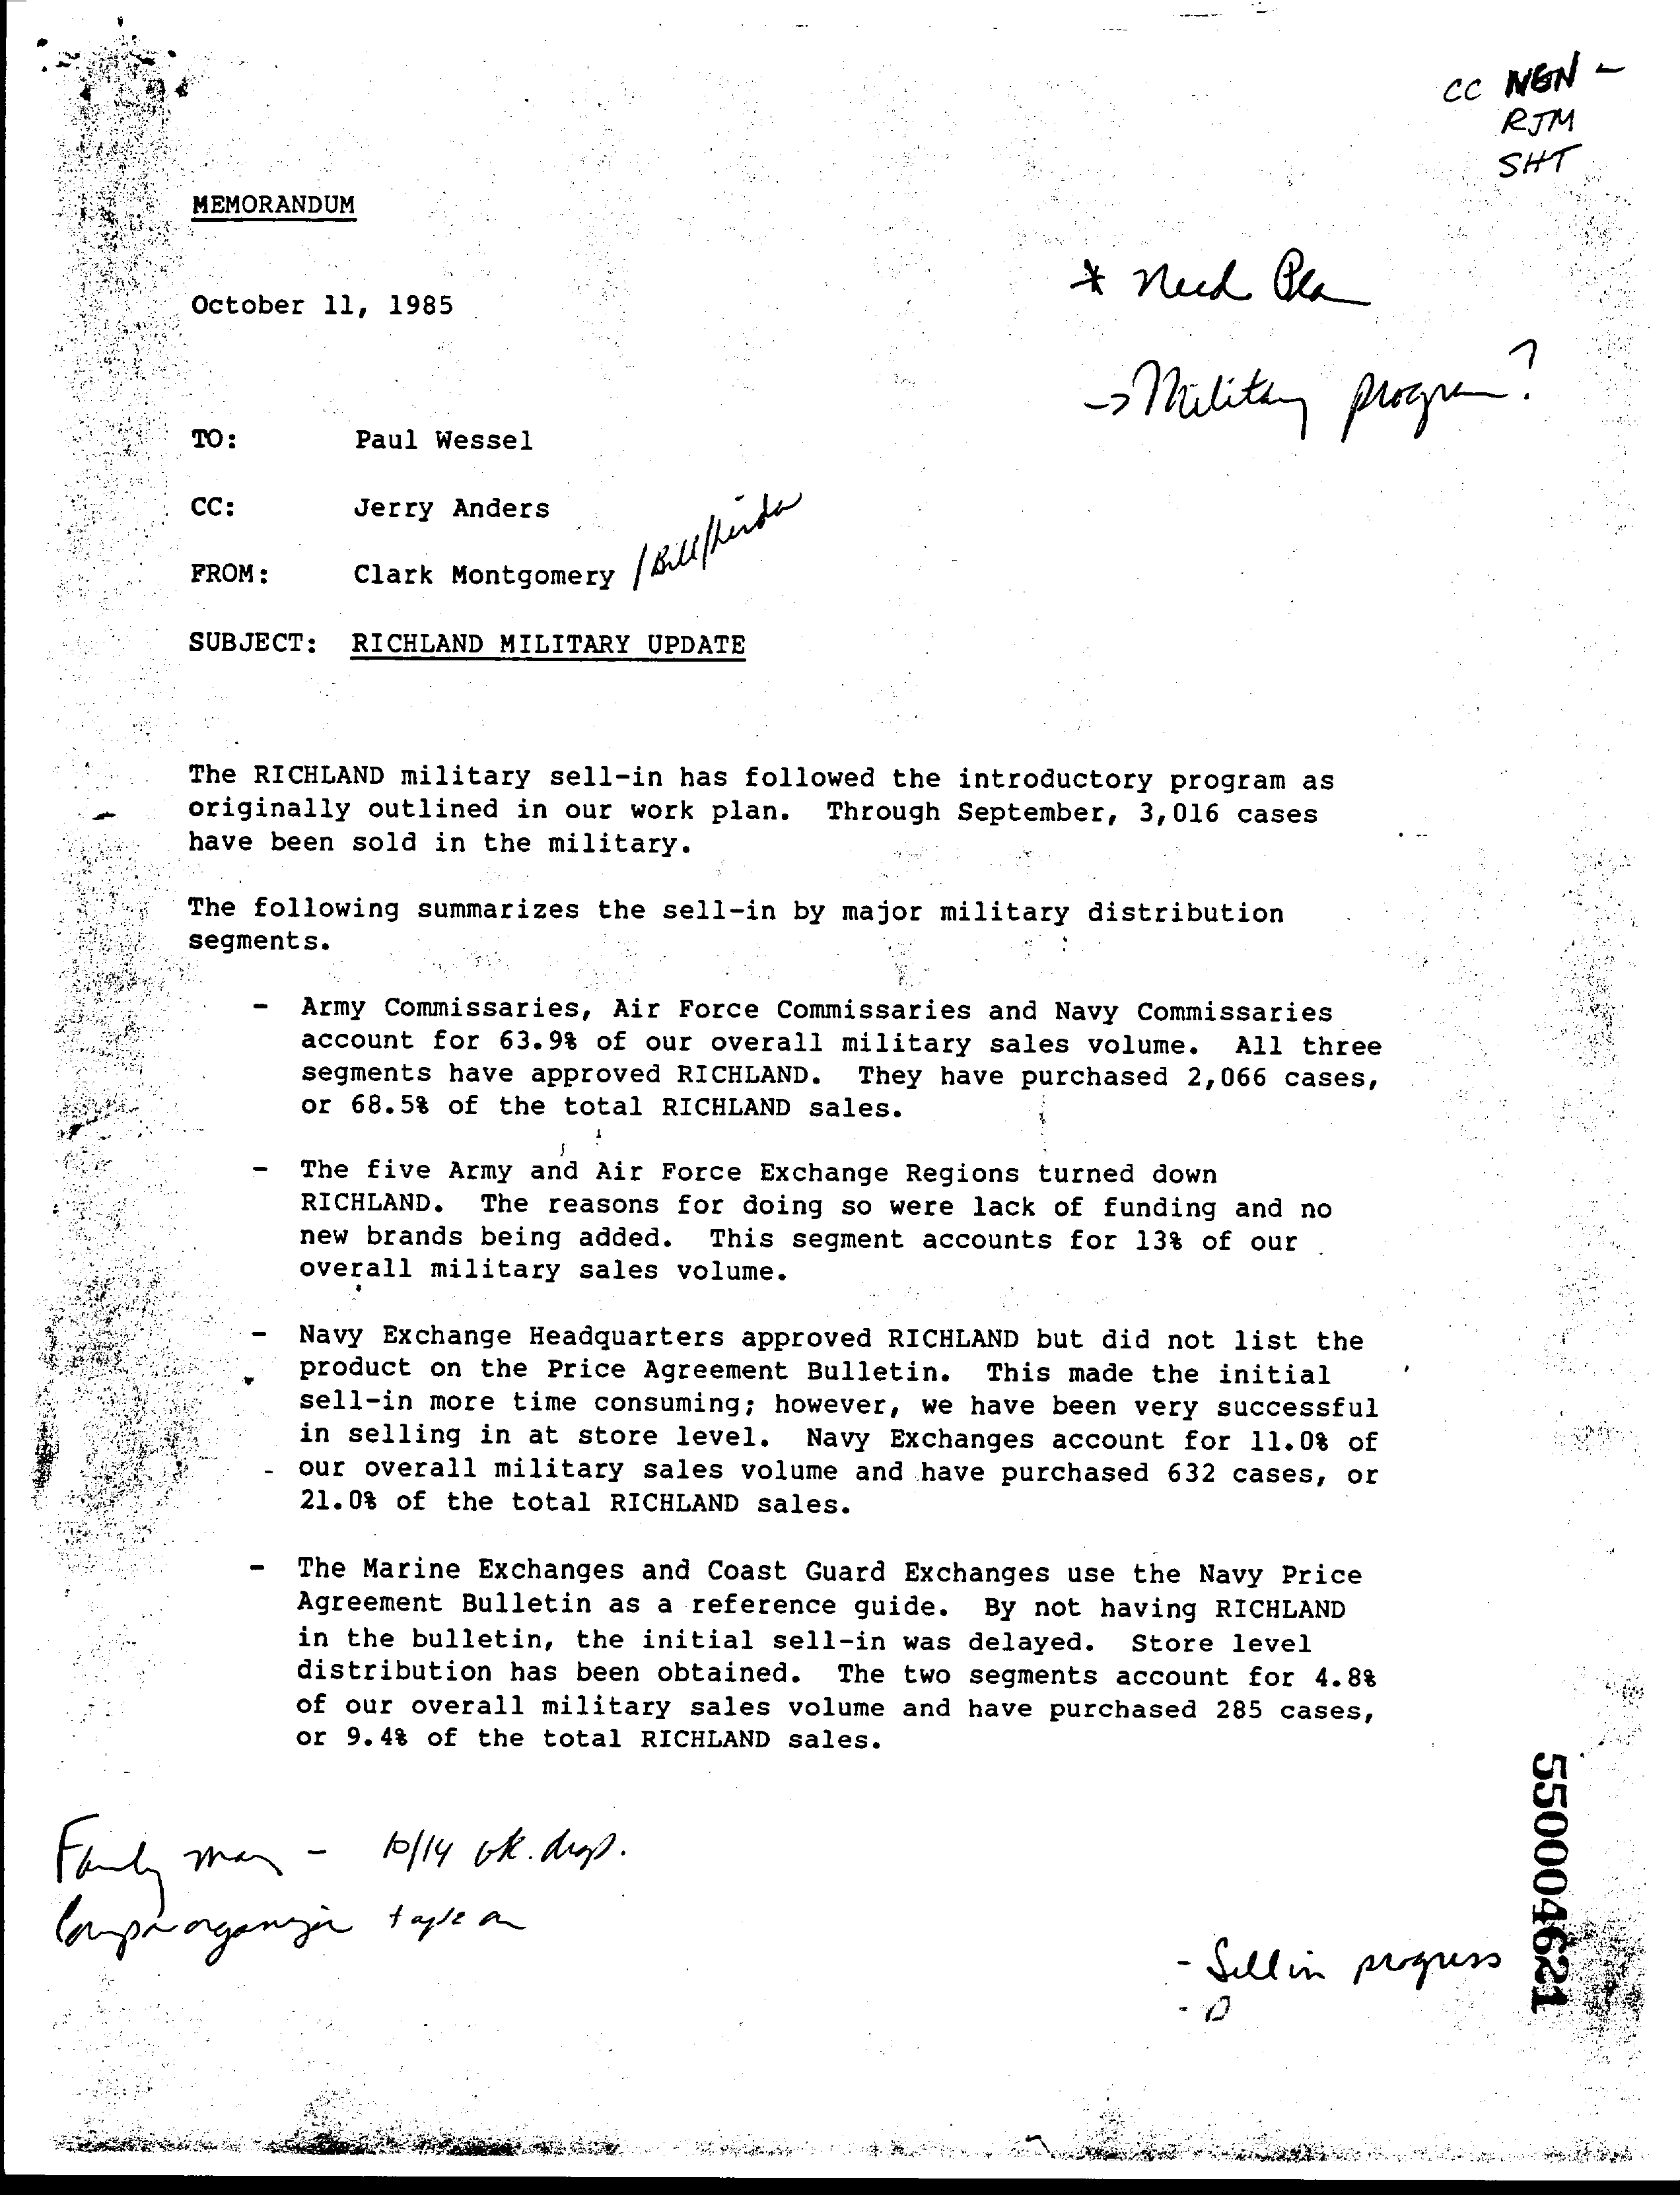 CC NGN -
RJM
SHT
MEMORANDUM
* Need
October 11, 1985
-> Military program?
TO: Paul Wessel
CC: Jerry Anders
FROM: Clark Montgomery / Bill/Linda
SUBJECT: RICHLAND MILITARY UPDATE
The RICHLAND military sell-in has followed the introductory program as
originally outlined in our work plan. Through September, 3,016 cases
have been sold in the military.
The following summarizes the sell-in by major military distribution
segments.
- Army Commissaries, Air Force Commissaries and Navy Commissaries
account for 63.9% of our overall military sales volume. All three
segments have approved RICHLAND. They have purchased 2,066 cases,
or 68.5% of the total RICHLAND sales.
- The five Army and Air Force Exchange Regions turned down
RICHLAND. The reasons for doing so were lack of funding and no
new brands being added. This segment accounts for 13% of our
overall military sales volume.
- Navy Exchange Headquarters approved RICHLAND but did not list the
product on the Price Agreement Bulletin. This made the initial
sell-in more time consuming; however, we have been very successful
in selling in at store level. Navy Exchanges account for 11.0% of
our overall military sales volume and have purchased 632 cases, or
21.0% of the total RICHLAND sales.
- The Marine Exchanges and Coast Guard Exchanges use the Navy Price
Agreement Bulletin as a reference guide. By not having RICHLAND
in the bulletin, the initial sell-in was delayed. Store level
distribution has been obtained. The two segments account for 4.8%
of our overall military sales volume and have purchased 285 cases,
or 9.4% of the total RICHLAND sales.
Family - 10/14
- Sell in progress
550004621